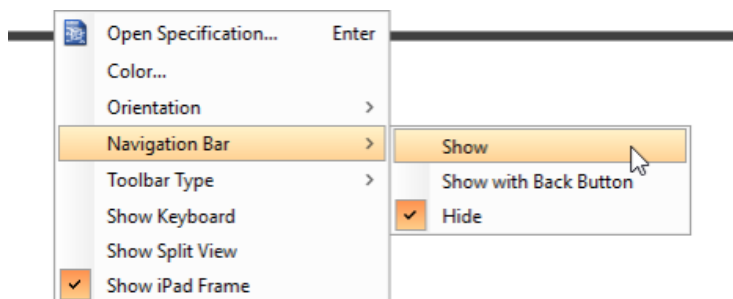 Open Specification... Enter
Color...
Orientation
Navigation Bar
Toolbar Type
Show Keyboard
Show Split View
Show iPad Frame
Show
Show with Back Button
Hide